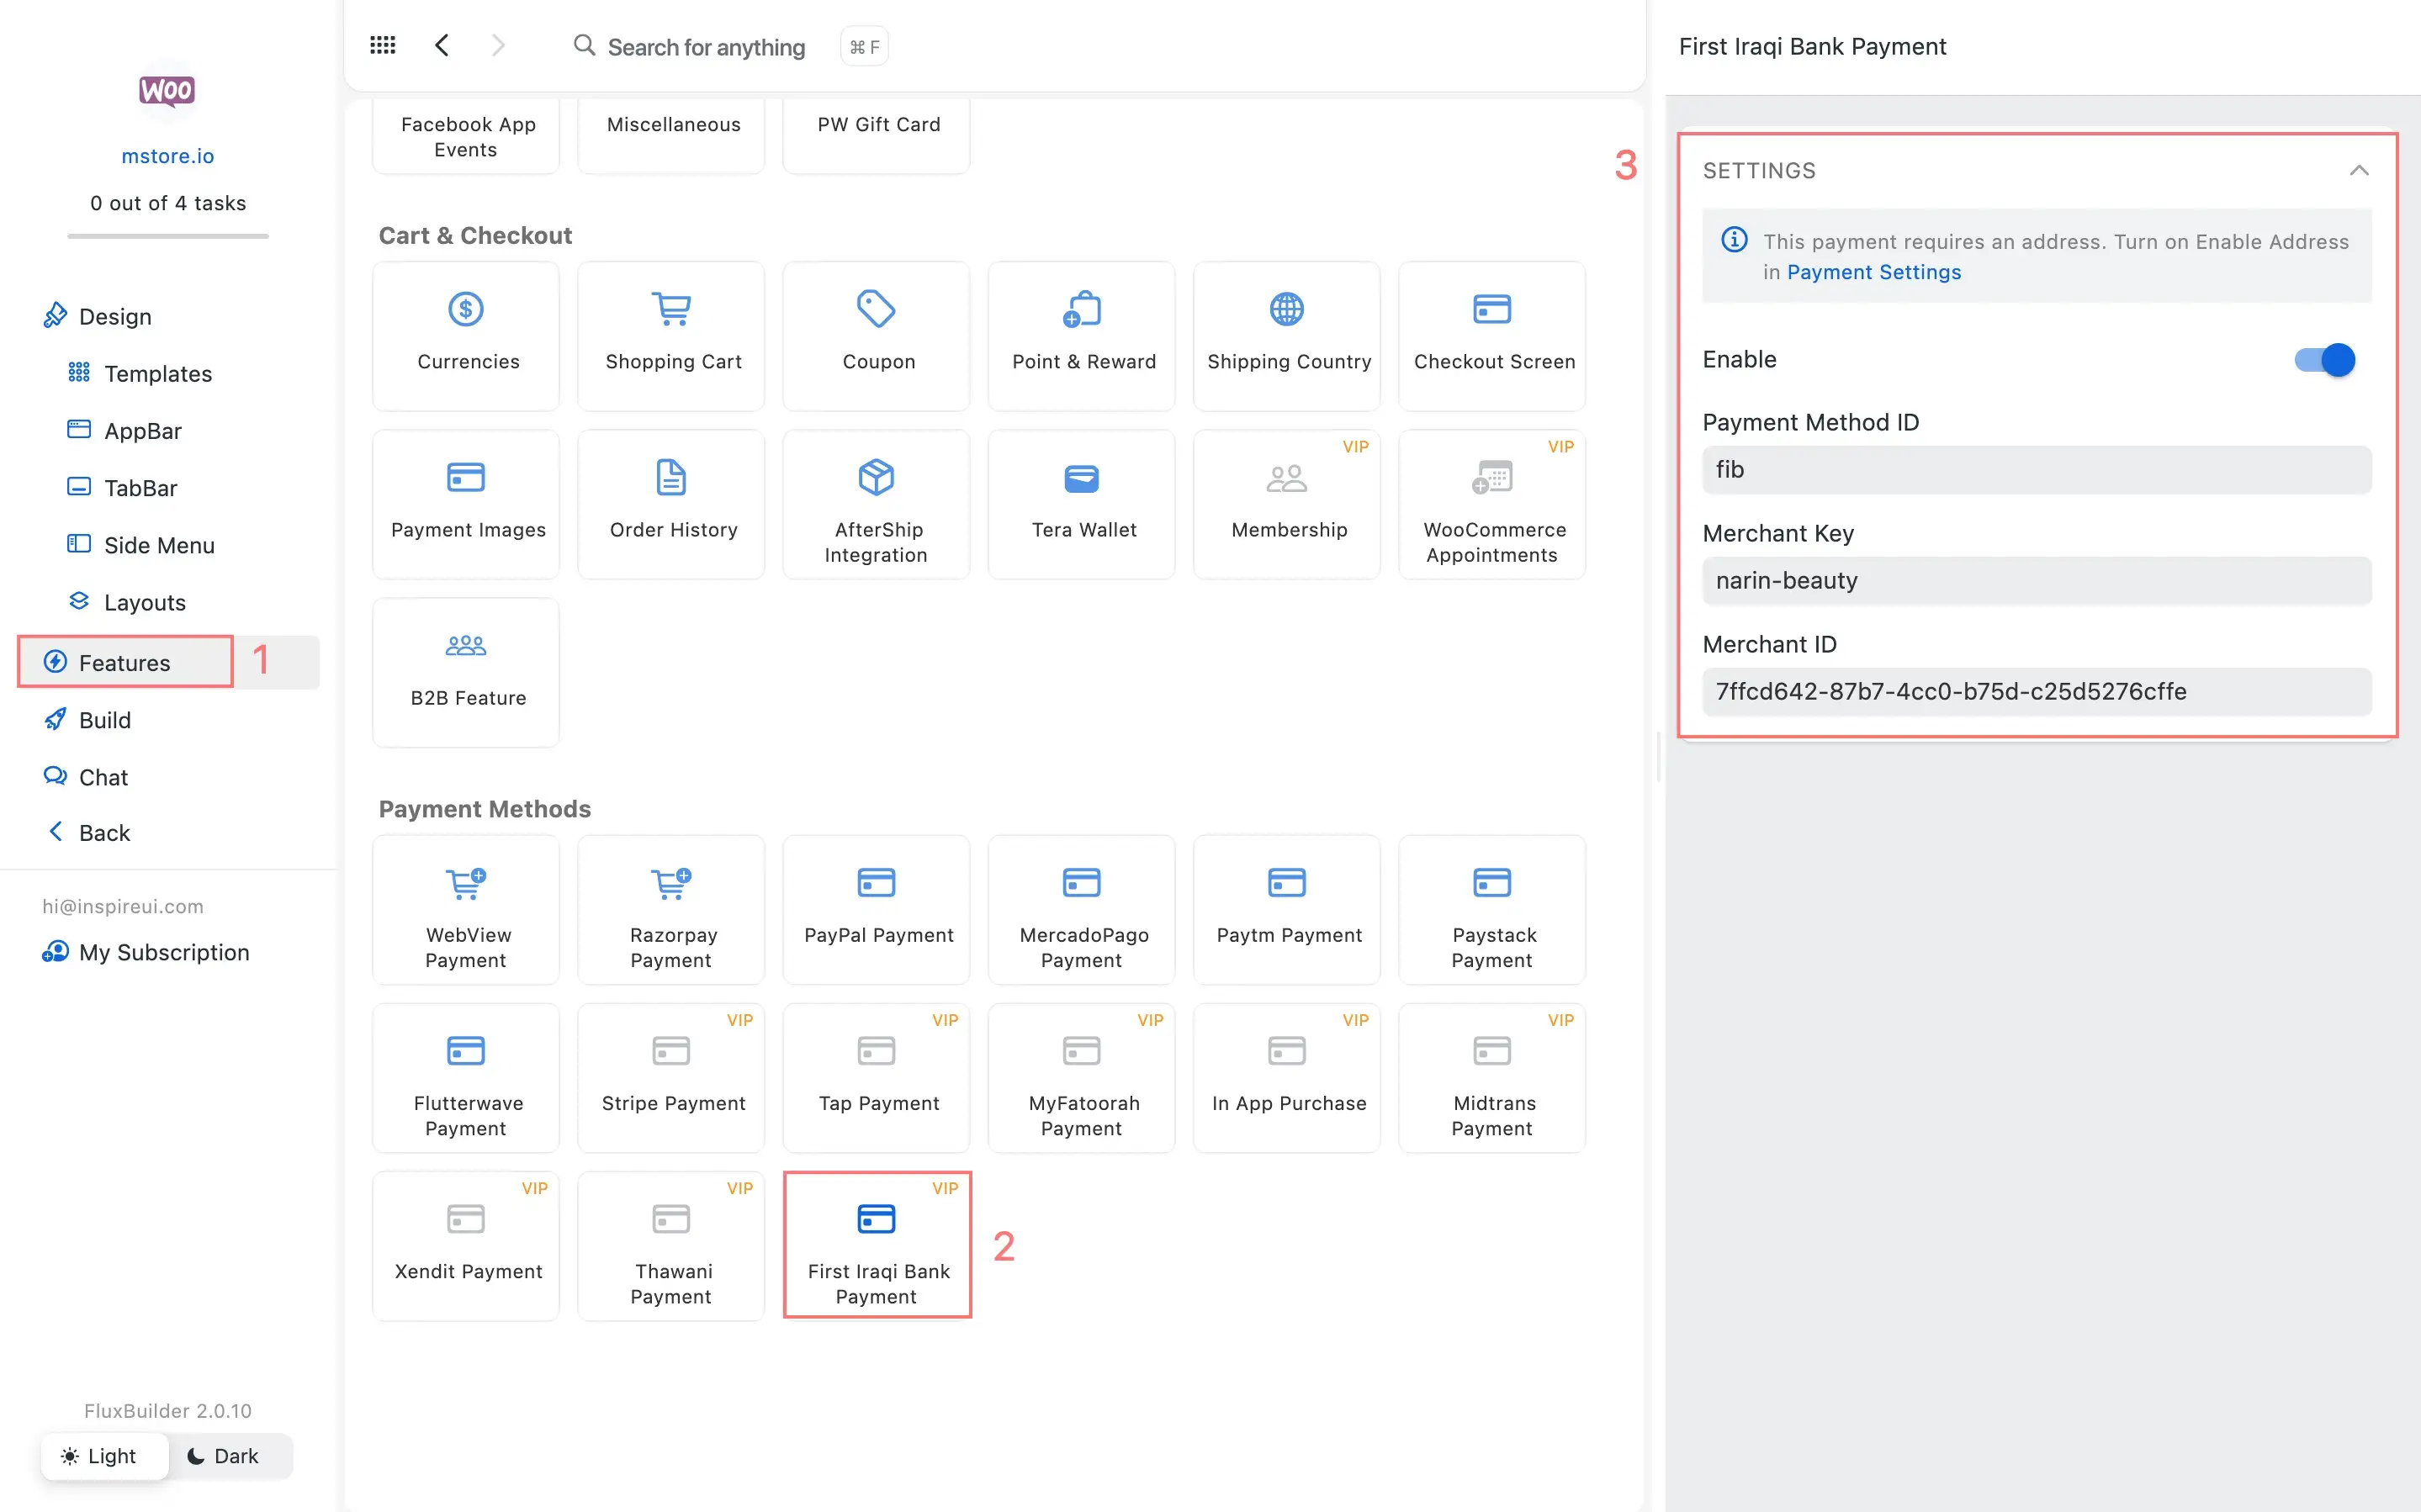 Woo
mstore.io
0 out of 4 tasks
Design
Templates
AppBar
TabBar
Side Menu
Layouts
Features
1
Build
Chat
Back
hi@inspireui.com
My Subscription
FluxBuilder 2.0.10
Light
Dark
Search for anything
⌘ F
Facebook App
Events
Miscellaneous
PW Gift Card
Cart & Checkout
Currencies
Shopping Cart
Coupon
Point & Reward
Shipping Country
Checkout Screen
Payment Images
Order History
AfterShip
Integration
Tera Wallet
VIP
Membership
VIP
WooCommerce
Appointments
B2B Feature
Payment Methods
WebView
Payment
Razorpay
Payment
PayPal Payment
MercadoPago
Payment
Paytm Payment
Paystack
Payment
Flutterwave
Payment
VIP
Stripe Payment
VIP
Tap Payment
VIP
MyFatoorah
Payment
VIP
In App Purchase
VIP
Midtrans
Payment
VIP
Xendit Payment
VIP
Thawani
Payment
VIP
First Iraqi Bank
Payment
2
3
First Iraqi Bank Payment
SETTINGS
This payment requires an address. Turn on Enable Address
in Payment Settings
Enable
Payment Method ID
fib
Merchant Key
narin-beauty
Merchant ID
7ffcd642-87b7-4cc0-b75d-c25d5276cffe